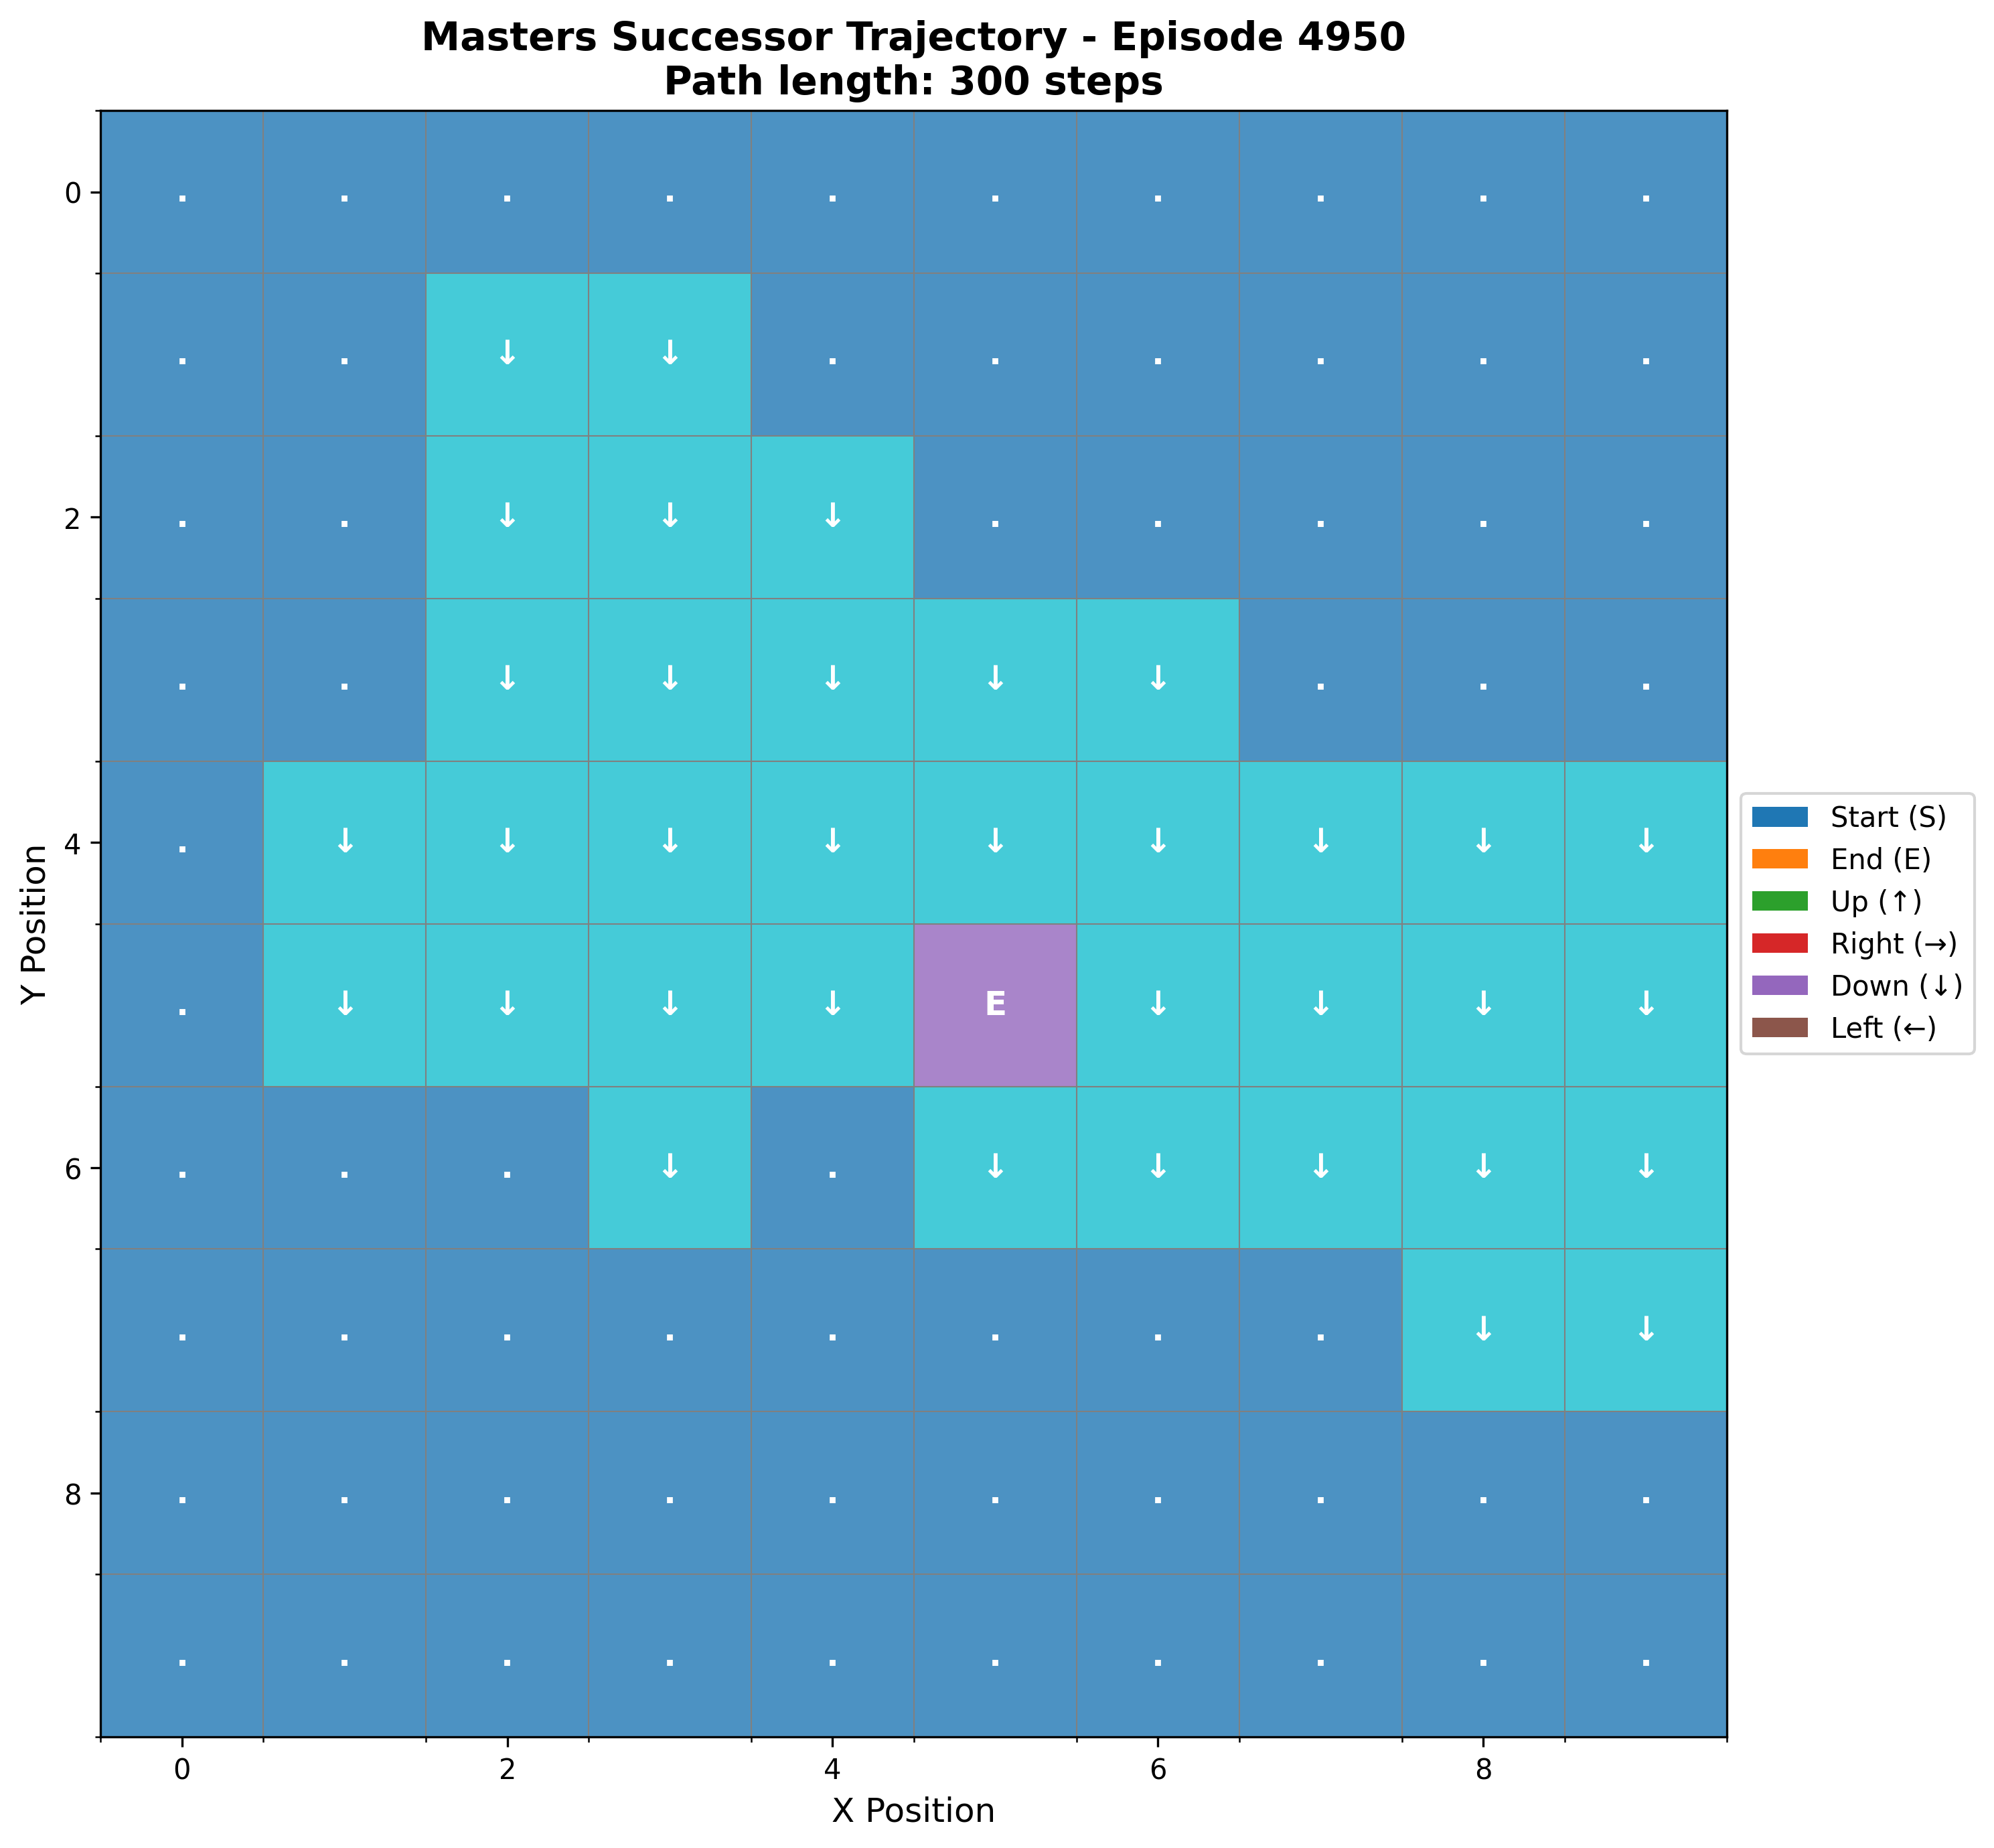 Masters Successor Trajectory - Episode 4950
Path length: 300 steps
0 . . . . . . . . . .
. . ↓ ↓ . . . . . .
2 . . ↓ ↓ ↓ . . . . .
. . ↓ ↓ ↓ ↓ ↓ . . .
4 . ↓ ↓ ↓ ↓ ↓ ↓ ↓ ↓ ↓
. ↓ ↓ ↓ ↓ E ↓ ↓ ↓ ↓
6 . . . ↓ . ↓ ↓ ↓ ↓ ↓
. . . . . . . . ↓ ↓
8 . . . . . . . . . .
. . . . . . . . . .
0 2 4 6 8
X Position
Y Position
Start (S)
End (E)
Up (↑)
Right (→)
Down (↓)
Left (←)